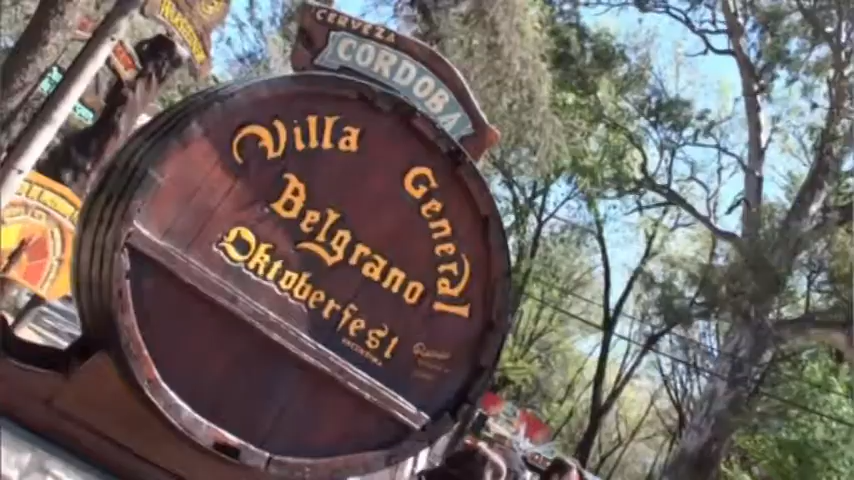 CERVEZA
CORDOBA
Villa
General
Belgrano
Oktoberfest